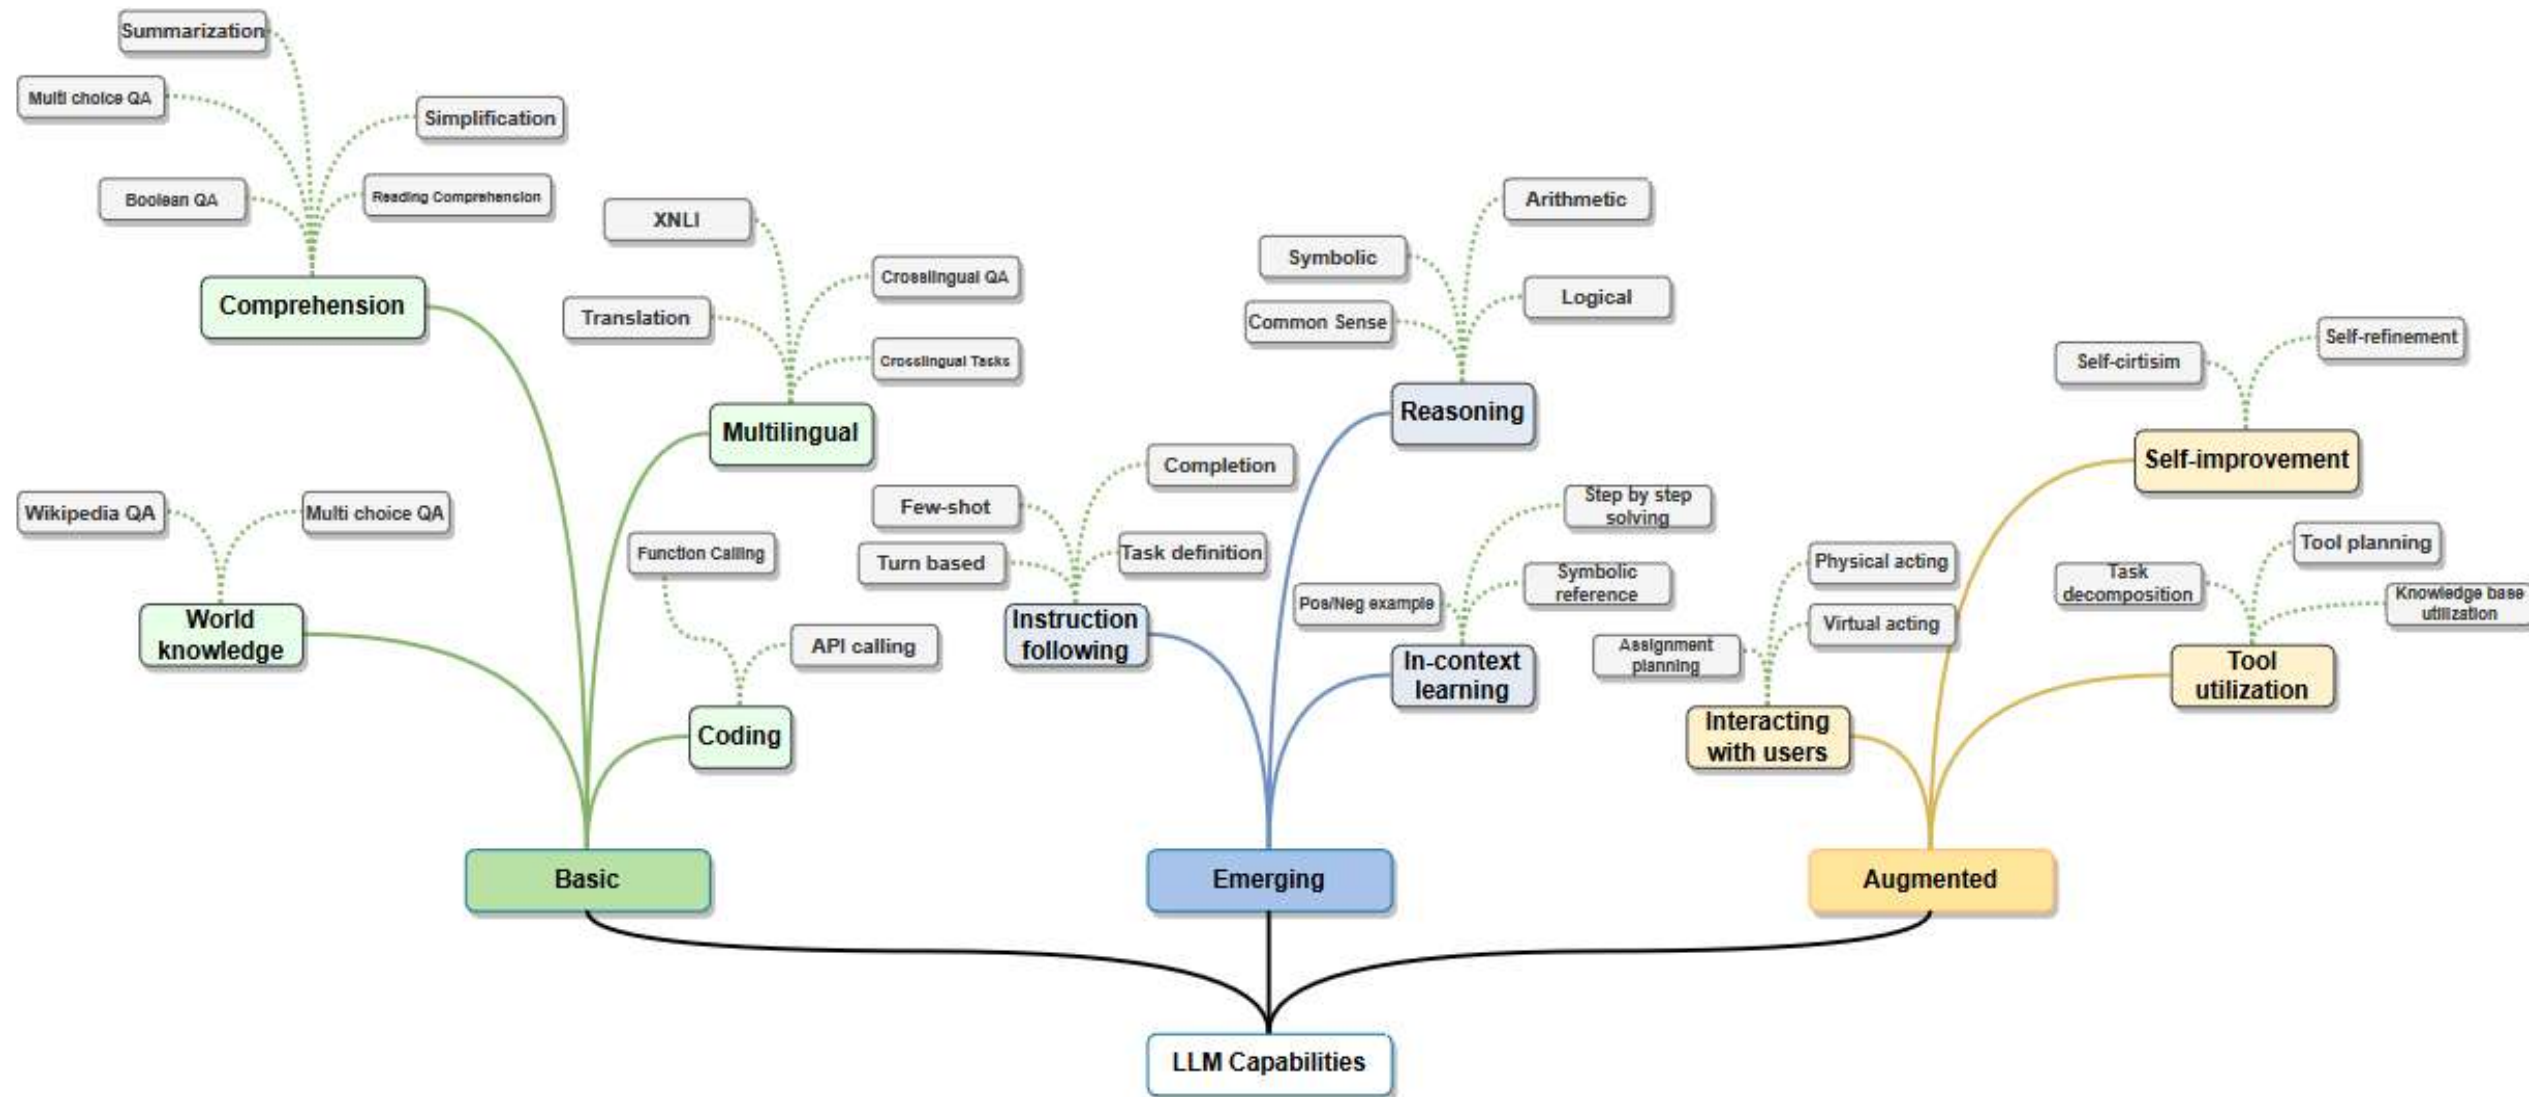 Summarization
Multi choice QA
Simplification
Boolean QA
Reading Comprehension
Comprehension
XNLI
Crosslingual QA
Translation
Crosslingual Tasks
Multilingual
Wikipedia QA
Multi choice QA
World
knowledge
Function Calling
API calling
Coding
Basic
Arithmetic
Symbolic
Logical
Common Sense
Reasoning
Completion
Few-shot
Task definition
Turn based
Instruction
following
Step by step
solving
Symbolic
reference
Pos/Neg example
In-context
learning
Emerging
Self-refinement
Self-cirtisim
Self-improvement
Physical acting
Virtual acting
Assignment
planning
Interacting
with users
Tool planning
Task
decomposition
Knowledge base
utilization
Tool
utilization
Augmented
LLM Capabilities